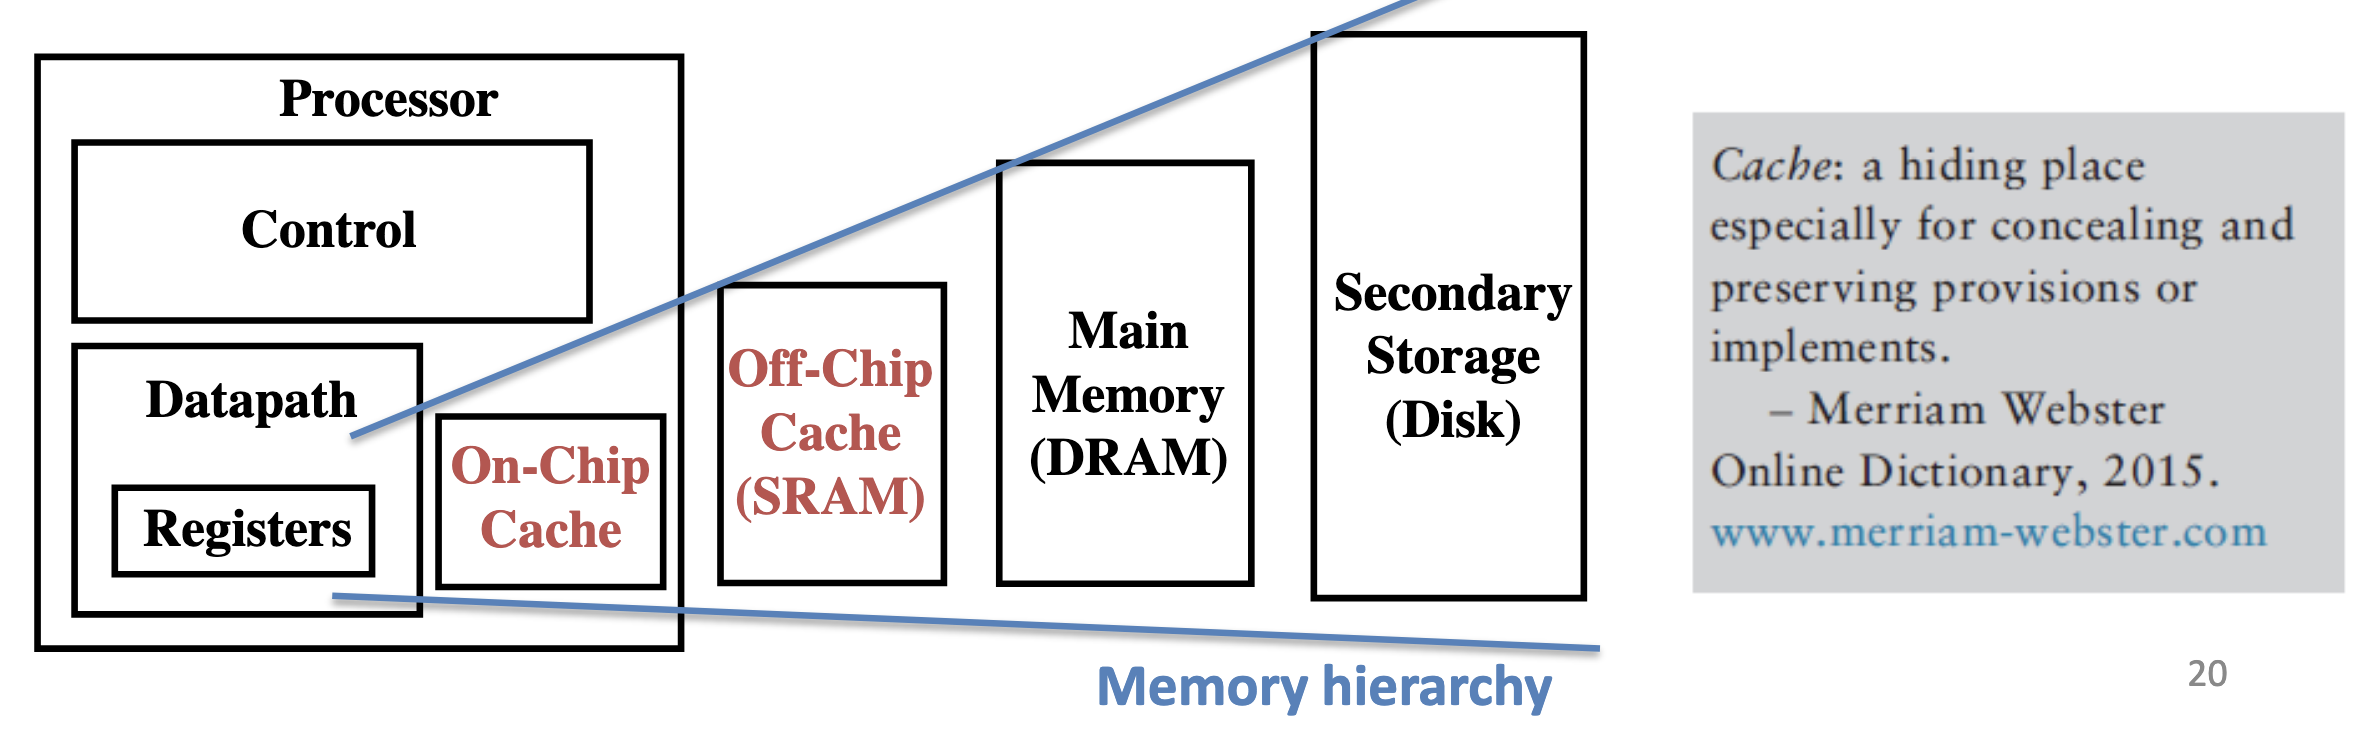 Processor
Control
Datapath
Registers
On-Chip
Cache
Off-Chip
Cache
(SRAM)
Main
Memory
(DRAM)
Secondary
Storage
(Disk)
Memory hierarchy
Cache: a hiding place
especially for concealing and
preserving provisions or
implements.
– Merriam Webster
Online Dictionary, 2015.
www.merriam-webster.com
20